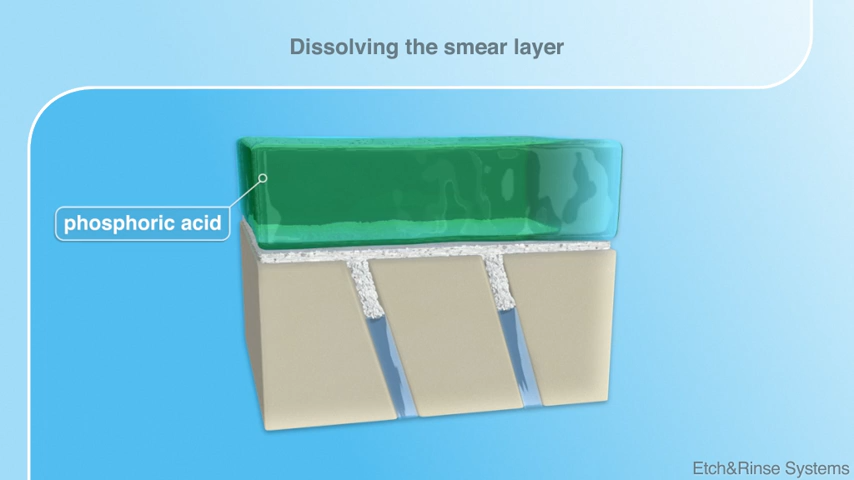 Dissolving the smear layer
phosphoric acid
Etch&Rinse Systems